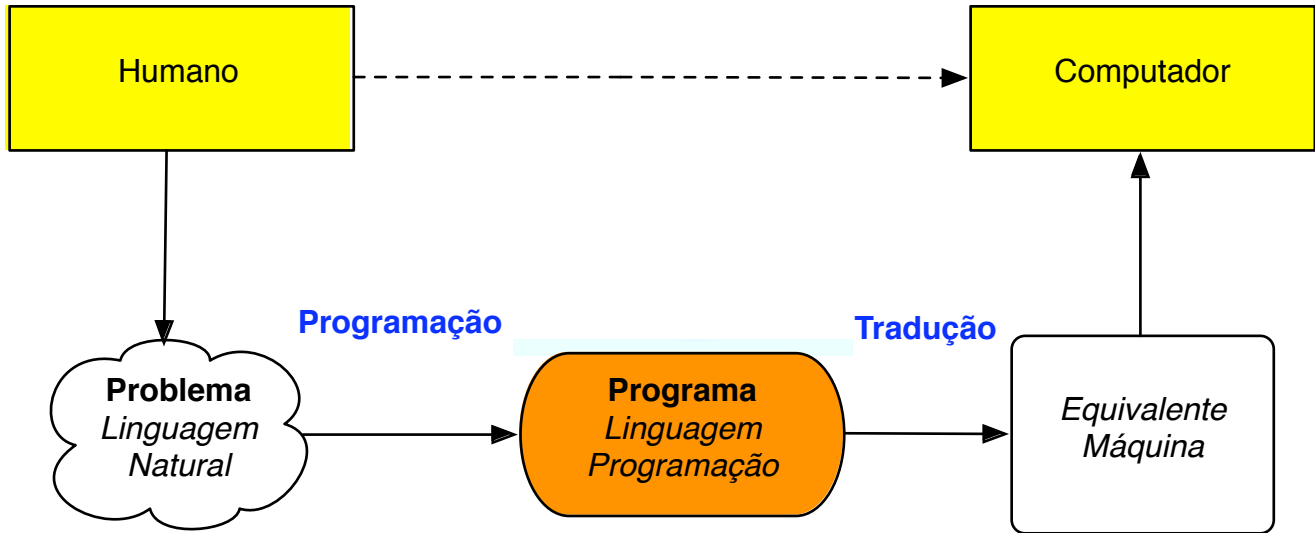 Humano
Computador
Programação
Tradução
Problema
Linguagem
Natural
Programa
Linguagem
Programação
Equivalente
Máquina